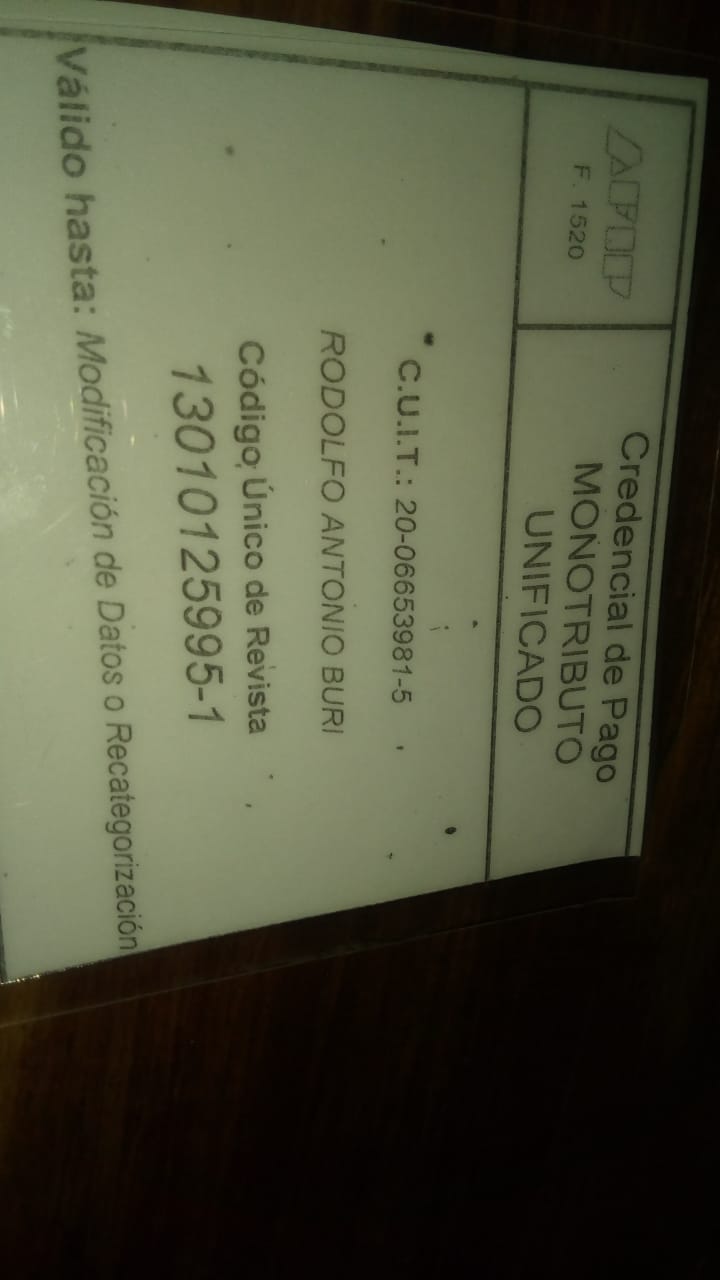 AFIP
F. 1520
Credencial de Pago
MONOTRIBUTO
UNIFICADO
C.U.I.T.: 20-06653981-5
RODOLFO ANTONIO BURI
Código Único de Revista
13010125995-1
Válido hasta: Modificación de Datos o Recategorización